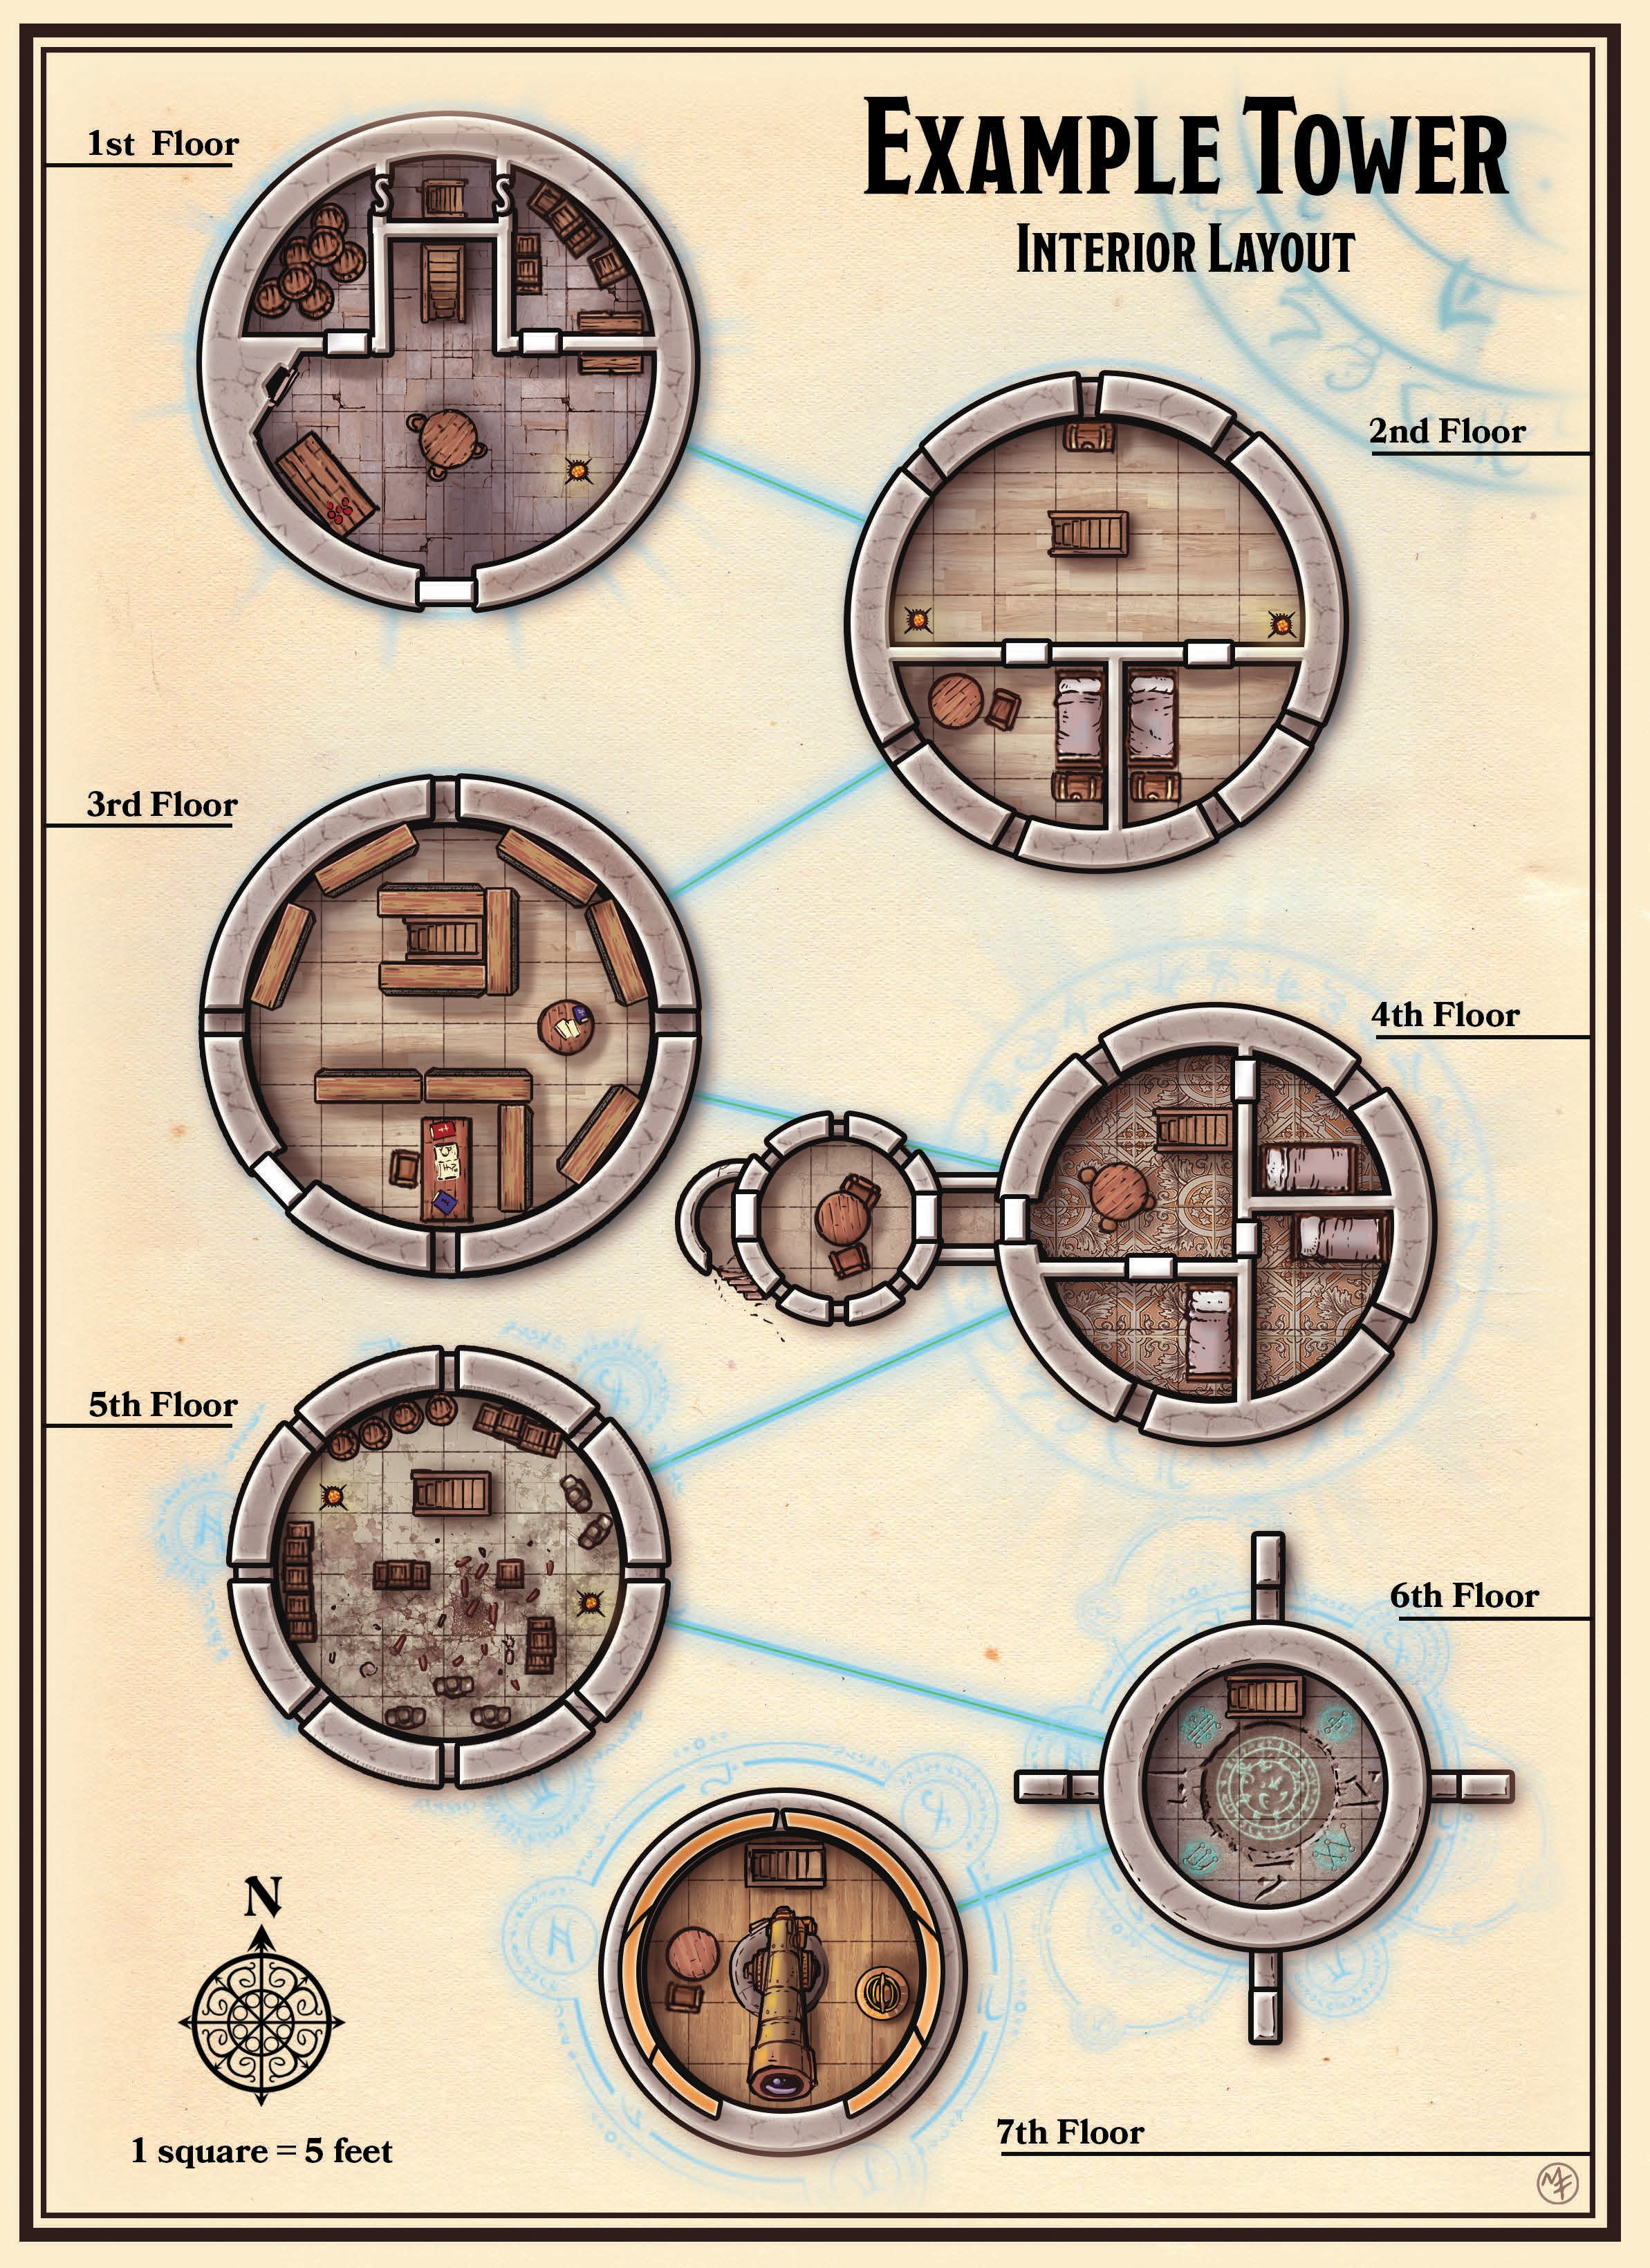 EXAMPLE TOWER
INTERIOR LAYOUT
1st Floor
S S
2nd Floor
3rd Floor
4th Floor
5th Floor
6th Floor
7th Floor
N
1 square = 5 feet